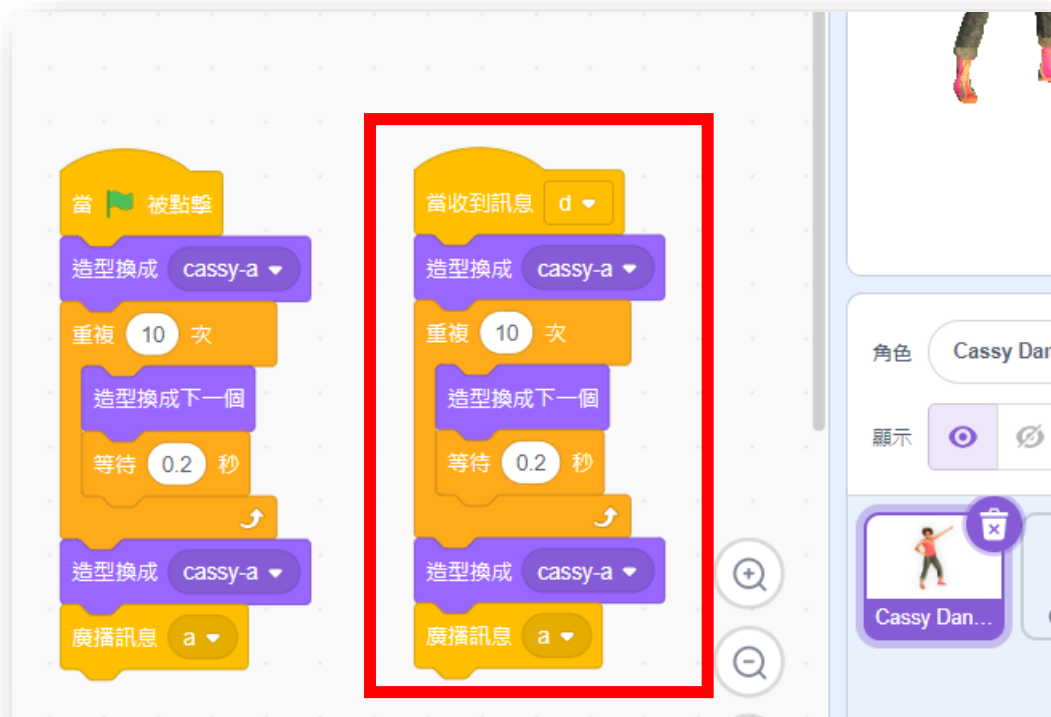 當 被點擊
造型換成 cassy-a
重複 10 次
造型換成下一個
等待 0.2 秒
造型換成 cassy-a
廣播訊息 a
當收到訊息 d
造型換成 cassy-a
重複 10 次
造型換成下一個
等待 0.2 秒
造型換成 cassy-a
廣播訊息 a
角色 Cassy Dan
顯示
Cassy Dan...